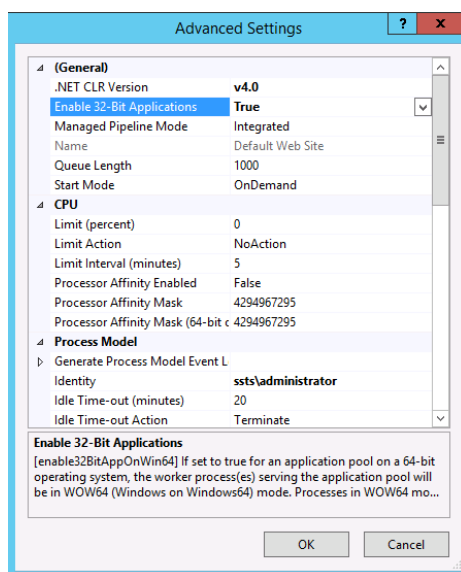 Advanced Settings
? x
(General)
.NET CLR Version v4.0
Enable 32-Bit Applications True
Managed Pipeline Mode Integrated
Name Default Web Site
Queue Length 1000
Start Mode OnDemand
CPU
Limit (percent) 0
Limit Action NoAction
Limit Interval (minutes) 5
Processor Affinity Enabled False
Processor Affinity Mask 4294967295
Processor Affinity Mask (64-bit c 4294967295
Process Model
Generate Process Model Event L
Identity ssts\administrator
Idle Time-out (minutes) 20
Idle Time-out Action Terminate
Enable 32-Bit Applications
[enable32BitAppOnWin64] If set to true for an application pool on a 64-bit
operating system, the worker process(es) serving the application pool will
be in WOW64 (Windows on Windows64) mode. Processes in WOW64 mo...
OK Cancel